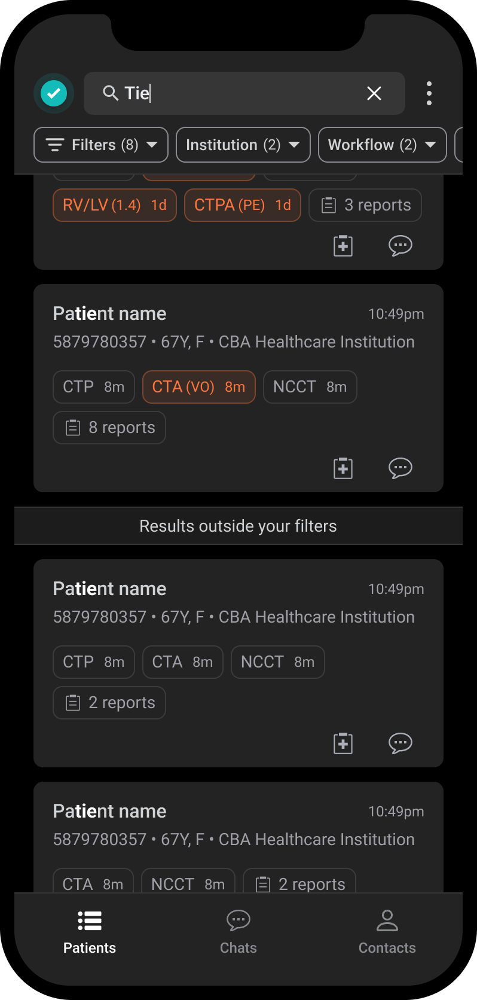 Tie
Filters (8) Institution (2) Workflow (2)
RV/LV (1.4) 1d CTPA (PE) 1d 3 reports
Patient name 10:49pm
5879780357 • 67Y, F • CBA Healthcare Institution
CTP 8m CTA (VO) 8m NCCT 8m
8 reports
Results outside your filters
Patient name 10:49pm
5879780357 • 67Y, F • CBA Healthcare Institution
CTP 8m CTA 8m NCCT 8m
2 reports
Patient name 10:49pm
5879780357 • 67Y, F • CBA Healthcare Institution
CTA 8m NCCT 8m 2 reports
Patients Chats Contacts